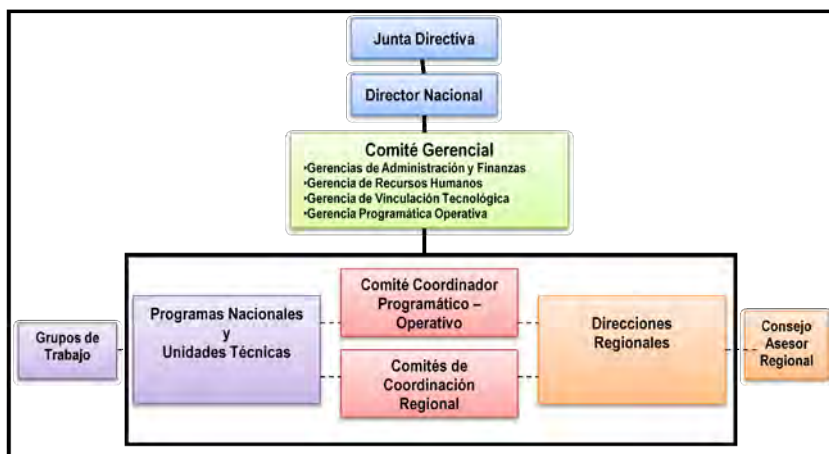 Junta Directiva
Director Nacional
Comité Gerencial
•Gerencias de Administración y Finanzas
•Gerencia de Recursos Humanos
•Gerencia de Vinculación Tecnológica
•Gerencia Programática Operativa
Grupos de
Trabajo
Programas Nacionales
y
Unidades Técnicas
Comité Coordinador
Programático –
Operativo
Comités de
Coordinación
Regional
Direcciones
Regionales
Consejo
Asesor
Regional